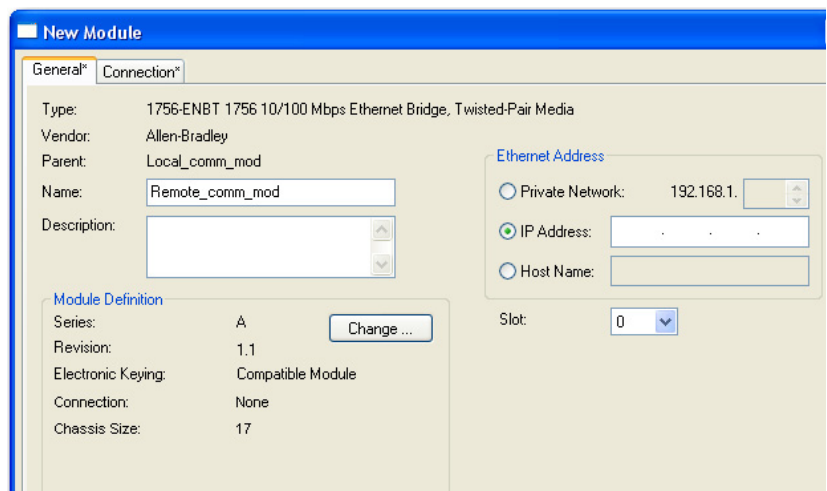 New Module
General* Connection*
Type: 1756-ENBT 1756 10/100 Mbps Ethernet Bridge, Twisted-Pair Media
Vendor: Allen-Bradley
Parent: Local_comm_mod
Name: Remote_comm_mod
Description:
Ethernet Address
Private Network: 192.168.1.
IP Address: . . .
Host Name:
Slot: 0
Module Definition
Series: A Change ...
Revision: 1.1
Electronic Keying: Compatible Module
Connection: None
Chassis Size: 17